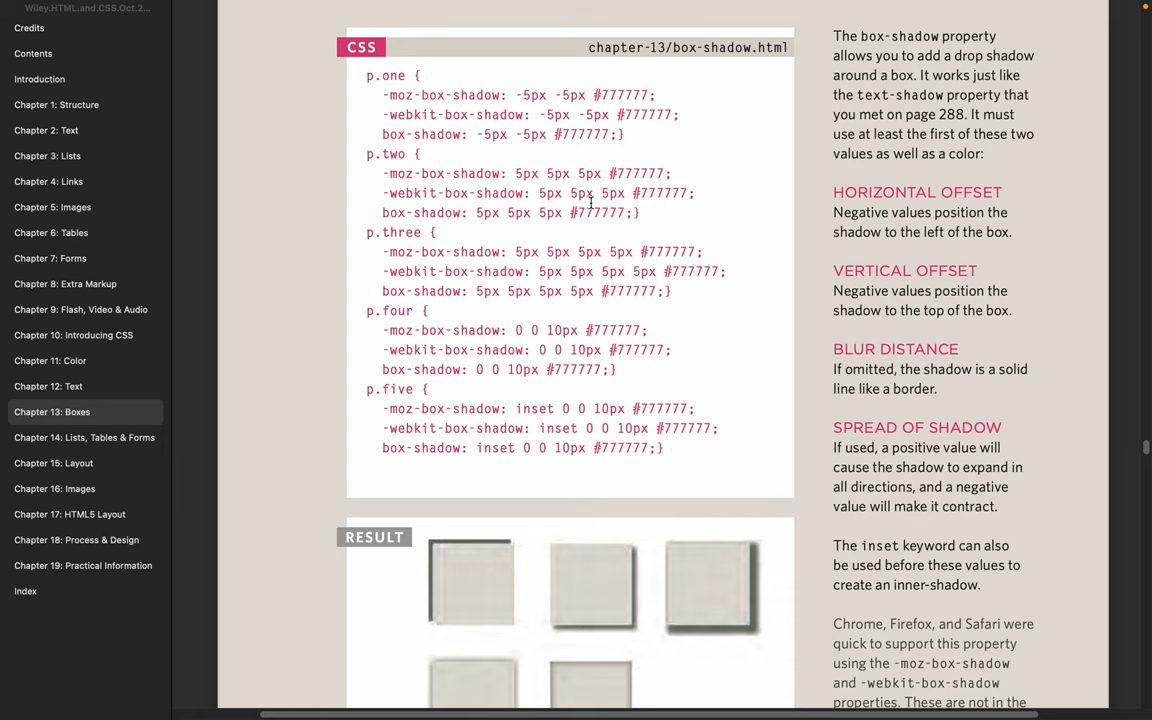 Wiley.HTML.and.CSS.Oct.2...
Credits
Contents
Introduction
Chapter 1: Structure
Chapter 2: Text
Chapter 3: Lists
Chapter 4: Links
Chapter 5: Images
Chapter 6: Tables
Chapter 7: Forms
Chapter 8: Extra Markup
Chapter 9: Flash, Video & Audio
Chapter 10: Introducing CSS
Chapter 11: Color
Chapter 12: Text
Chapter 13: Boxes
Chapter 14: Lists, Tables & Forms
Chapter 15: Layout
Chapter 16: Images
Chapter 17: HTML5 Layout
Chapter 18: Process & Design
Chapter 19: Practical Information
Index
CSS
chapter-13/box-shadow.html
p.one {
-moz-box-shadow: -5px -5px #777777;
-webkit-box-shadow: -5px -5px #777777;
box-shadow: -5px -5px #777777;}
p.two {
-moz-box-shadow: 5px 5px 5px #777777;
-webkit-box-shadow: 5px 5px 5px #777777;
box-shadow: 5px 5px 5px #777777;}
p.three {
-moz-box-shadow: 5px 5px 5px 5px #777777;
-webkit-box-shadow: 5px 5px 5px 5px #777777;
box-shadow: 5px 5px 5px 5px #777777;}
p.four {
-moz-box-shadow: 0 0 10px #777777;
-webkit-box-shadow: 0 0 10px #777777;
box-shadow: 0 0 10px #777777;}
p.five {
-moz-box-shadow: inset 0 0 10px #777777;
-webkit-box-shadow: inset 0 0 10px #777777;
box-shadow: inset 0 0 10px #777777;}
RESULT
The box-shadow property
allows you to add a drop shadow
around a box. It works just like
the text-shadow property that
you met on page 288. It must
use at least the first of these two
values as well as a color:
HORIZONTAL OFFSET
Negative values position the
shadow to the left of the box.
VERTICAL OFFSET
Negative values position the
shadow to the top of the box.
BLUR DISTANCE
If omitted, the shadow is a solid
line like a border.
SPREAD OF SHADOW
If used, a positive value will
cause the shadow to expand in
all directions, and a negative
value will make it contract.
The inset keyword can also
be used before these values to
create an inner-shadow.
Chrome, Firefox, and Safari were
quick to support this property
using the -moz-box-shadow
and -webkit-box-shadow
properties. These are not in the